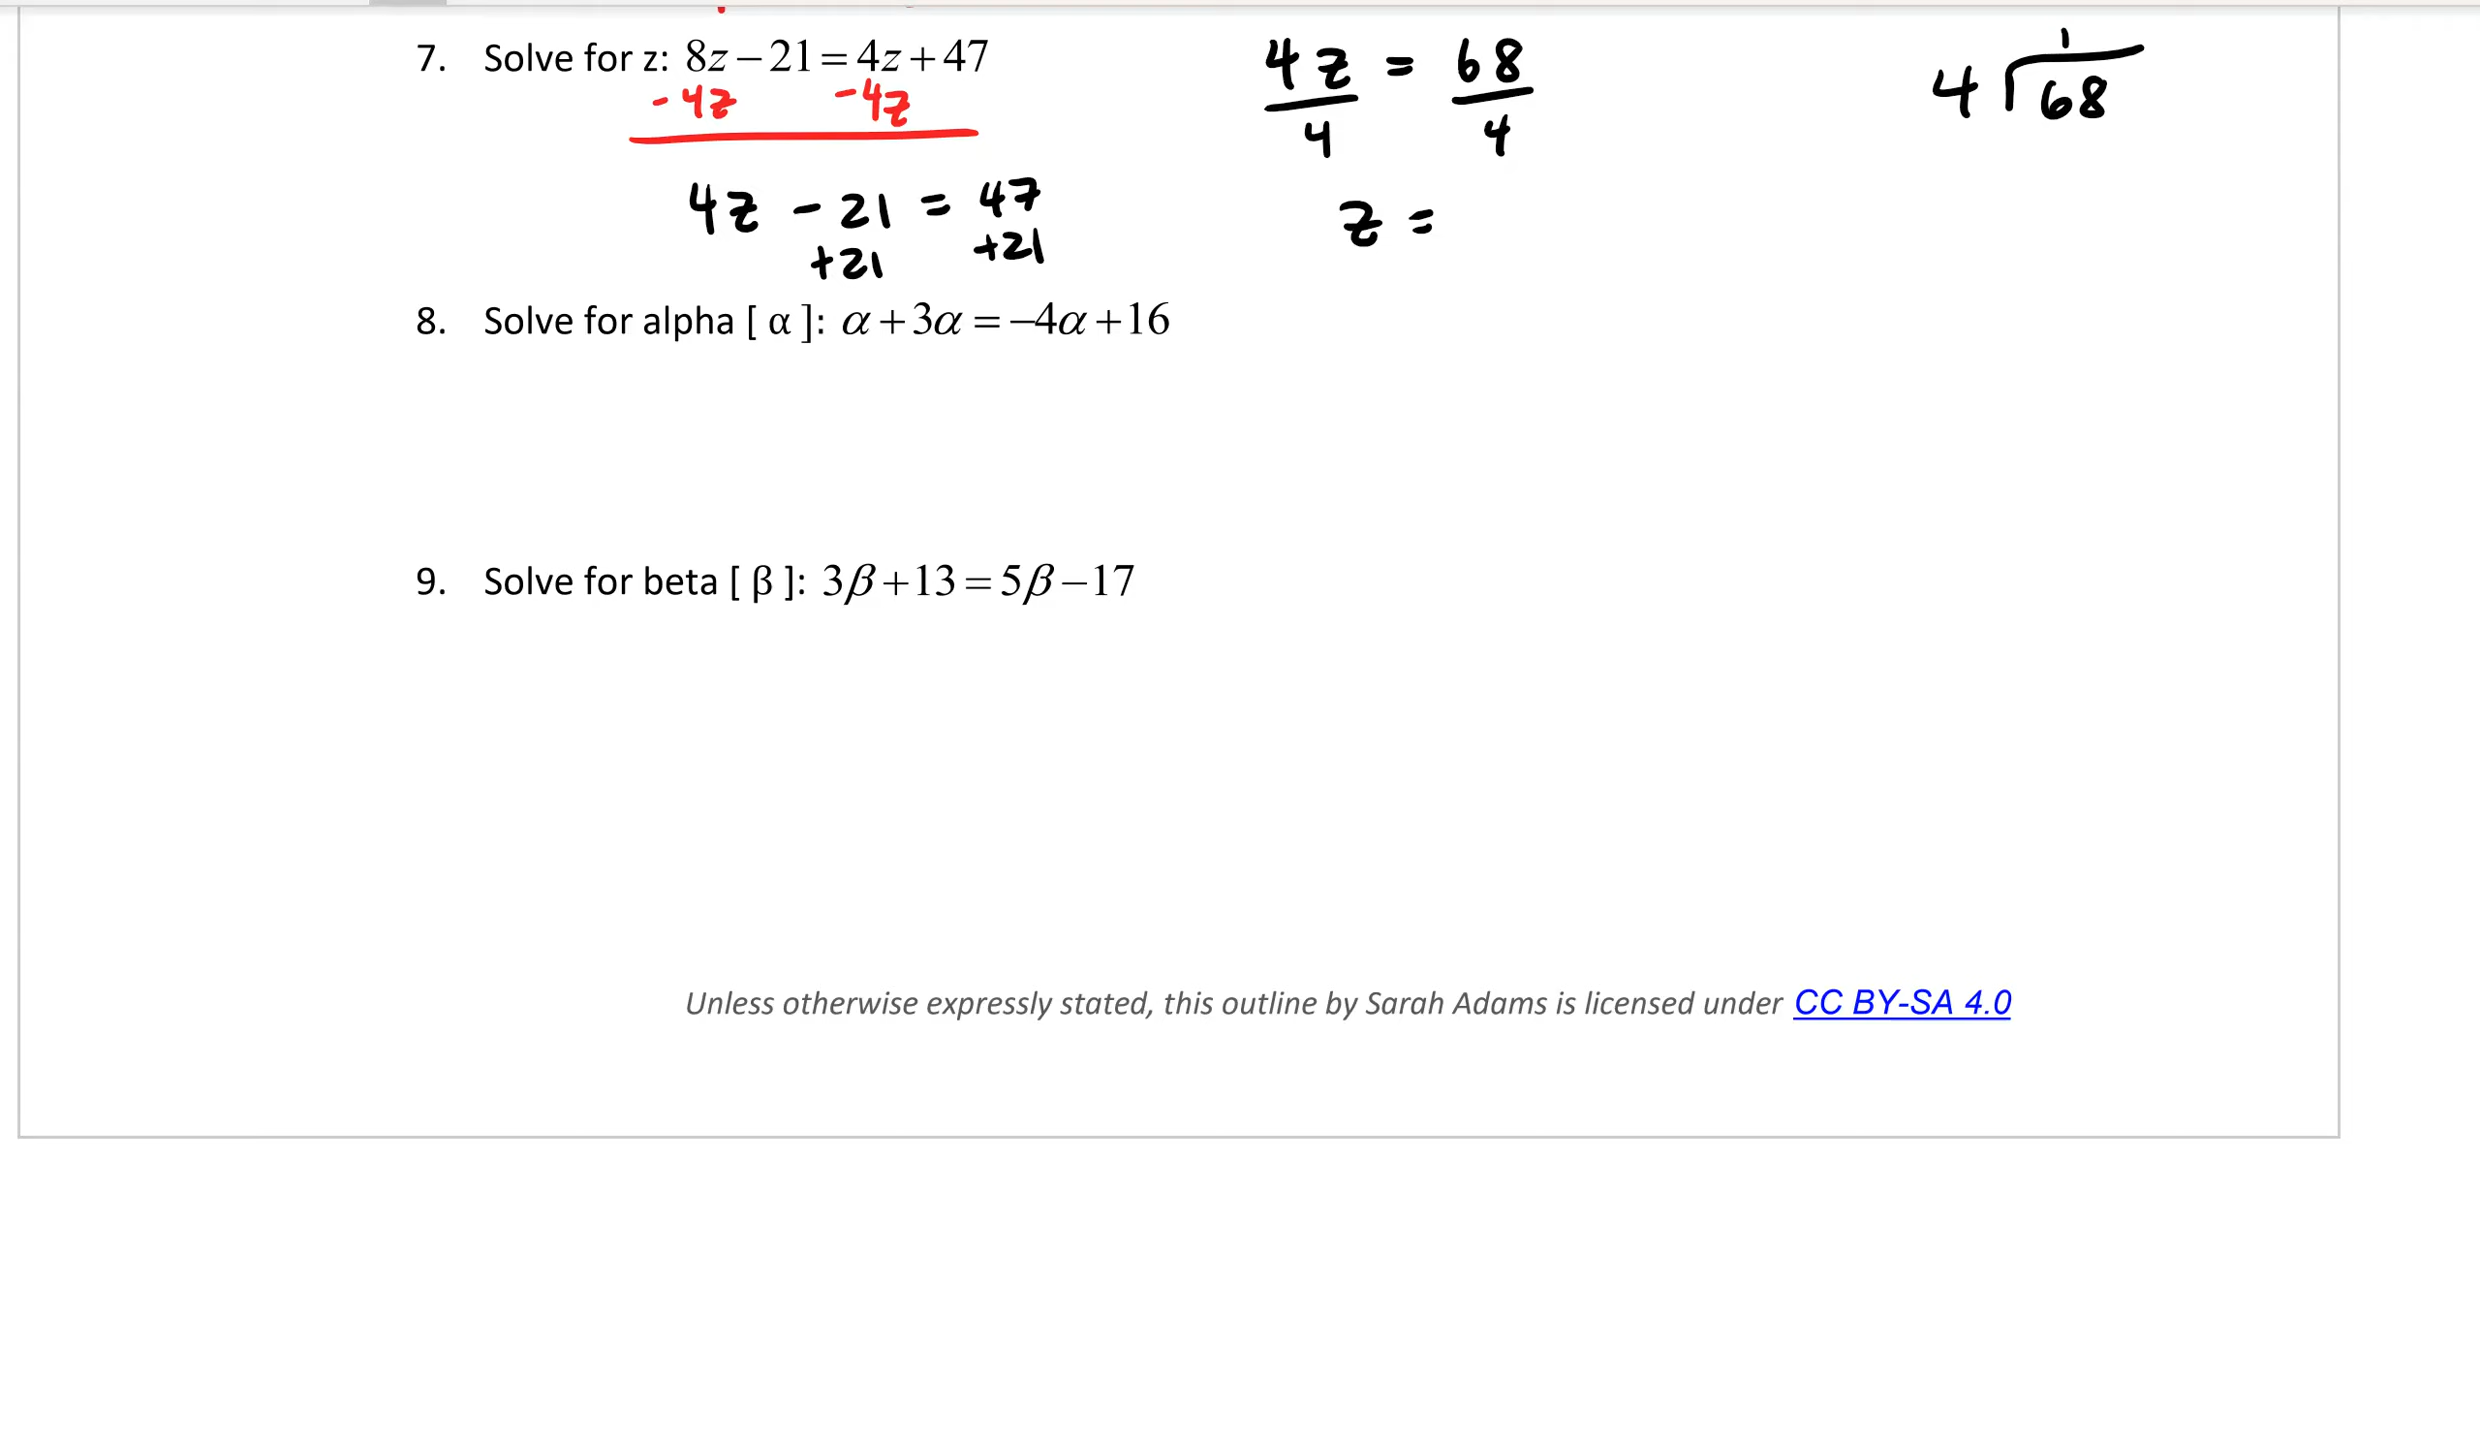 7. Solve for z: 8z − 21 = 4z + 47
- 4z - 4z
4z - 21 = 47
+21 +21
4z = 68
4 4
z =
1
4 68
8. Solve for alpha [ α ]: α + 3α = −4α + 16
9. Solve for beta [ β ]: 3β + 13 = 5β − 17
Unless otherwise expressly stated, this outline by Sarah Adams is licensed under CC BY-SA 4.0